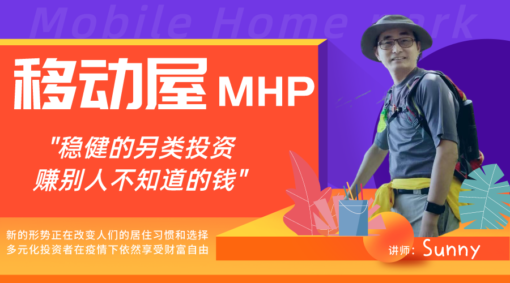 Mobile Home Park
移动屋 MHP
"稳健的另类投资
赚别人不知道的钱"
新的形势正在改变人们的居住习惯和选择
多元化投资者在疫情下依然享受财富自由
讲师：Sunny